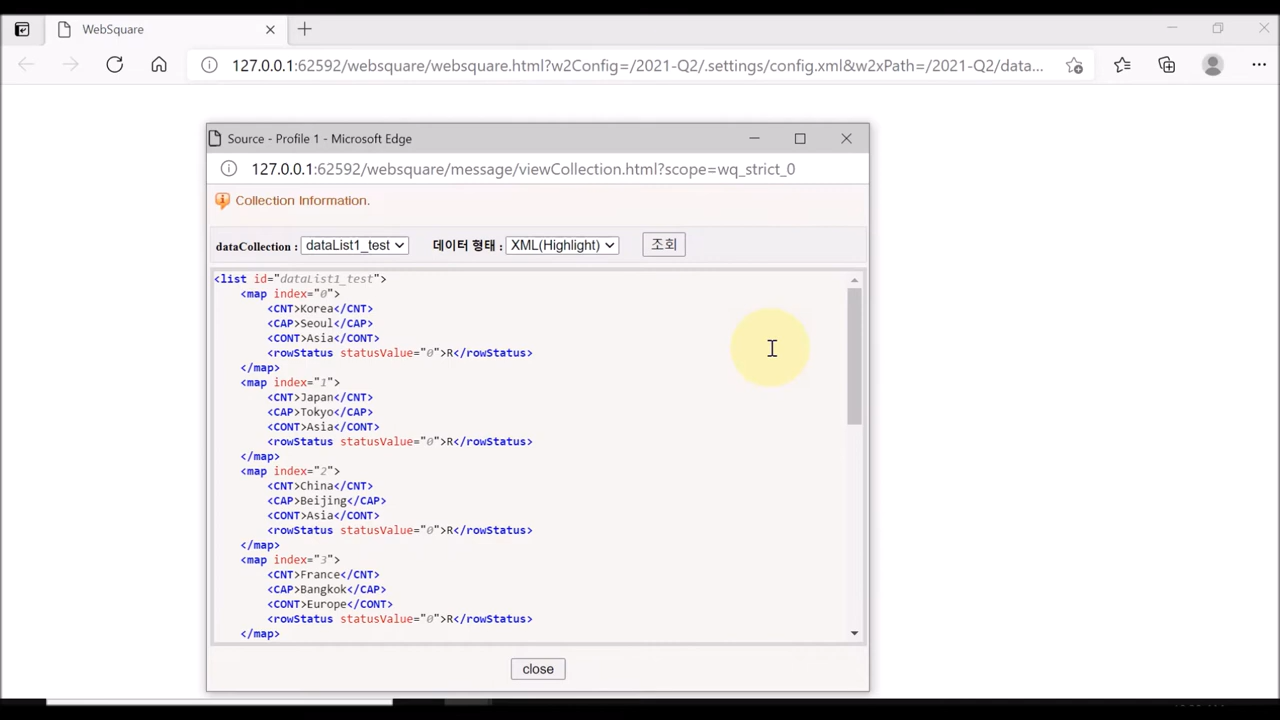 WebSquare
127.0.0.1:62592/websquare/websquare.html?w2Config=/2021-Q2/.settings/config.xml&w2xPath=/2021-Q2/data...
Source - Profile 1 - Microsoft Edge
127.0.0.1:62592/websquare/message/viewCollection.html?scope=wq_strict_0
Collection Information.
dataCollection : dataList1_test 데이터 형태 : XML(Highlight) 조회
<list id="dataList1_test">
<map index="0">
<CNT>Korea</CNT>
<CAP>Seoul</CAP>
<CONT>Asia</CONT>
<rowStatus statusValue="0">R</rowStatus>
</map>
<map index="1">
<CNT>Japan</CNT>
<CAP>Tokyo</CAP>
<CONT>Asia</CONT>
<rowStatus statusValue="0">R</rowStatus>
</map>
<map index="2">
<CNT>China</CNT>
<CAP>Beijing</CAP>
<CONT>Asia</CONT>
<rowStatus statusValue="0">R</rowStatus>
</map>
<map index="3">
<CNT>France</CNT>
<CAP>Bangkok</CAP>
<CONT>Europe</CONT>
<rowStatus statusValue="0">R</rowStatus>
</map>
close